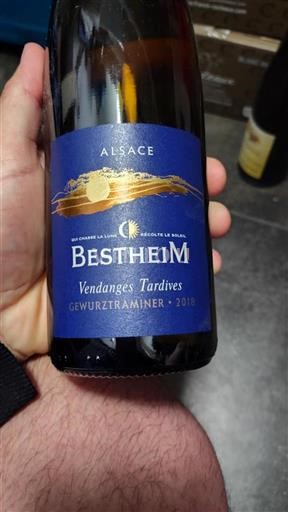 ALSACE
QUI CHASSE LA LUNE RÉCOLTE LE SOLEIL
BESTHEIM
Vendanges Tardives
GEWURZTRAMINER • 2018